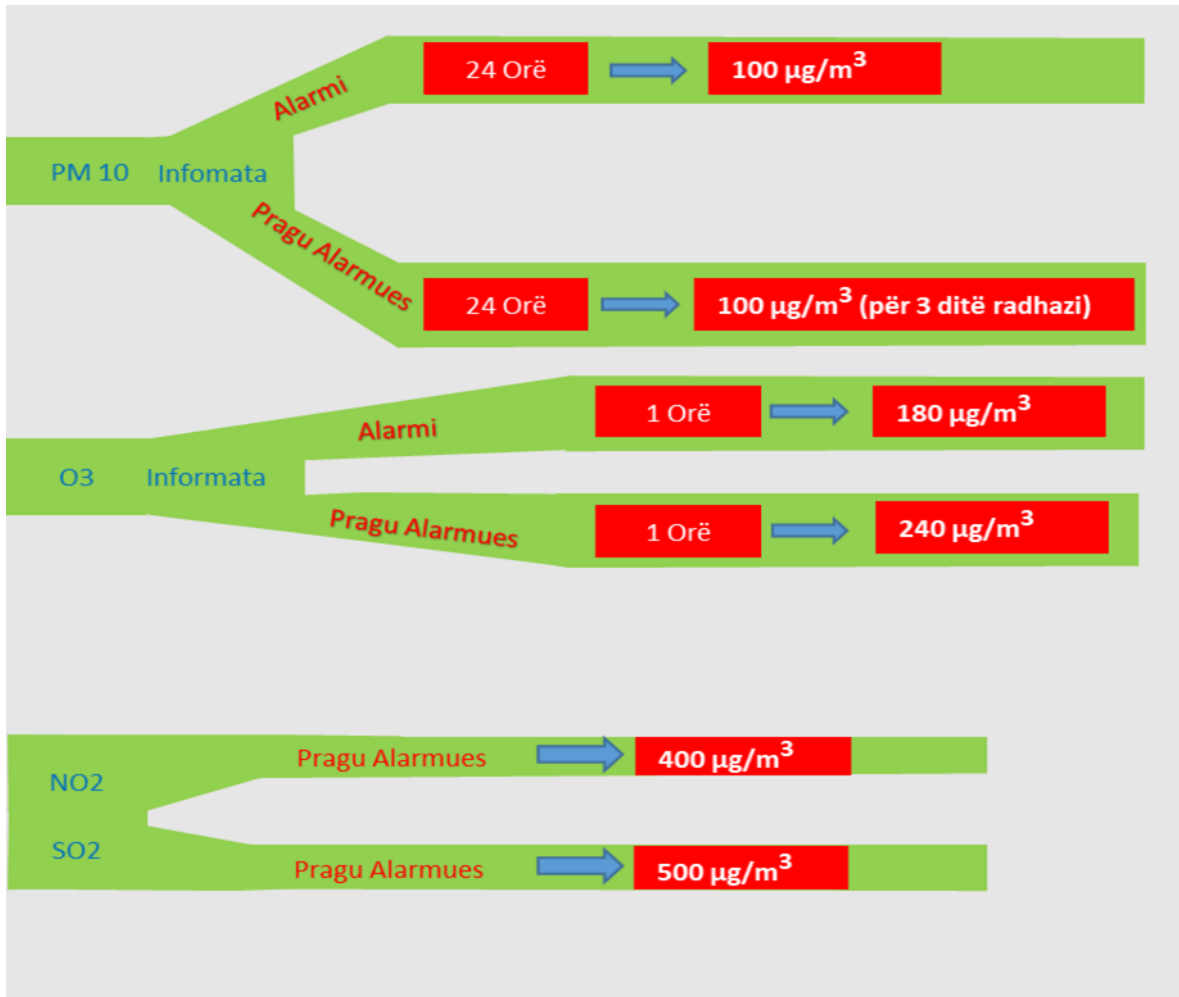 Alarmi
24 Orë
100 µg/m³
PM 10 Infomata
Pragu Alarmues
24 Orë
100 µg/m³ (për 3 ditë radhazi)
Alarmi
1 Orë
180 µg/m³
O3 Informata
Pragu Alarmues
1 Orë
240 µg/m³
NO2
Pragu Alarmues
400 µg/m³
SO2
Pragu Alarmues
500 µg/m³